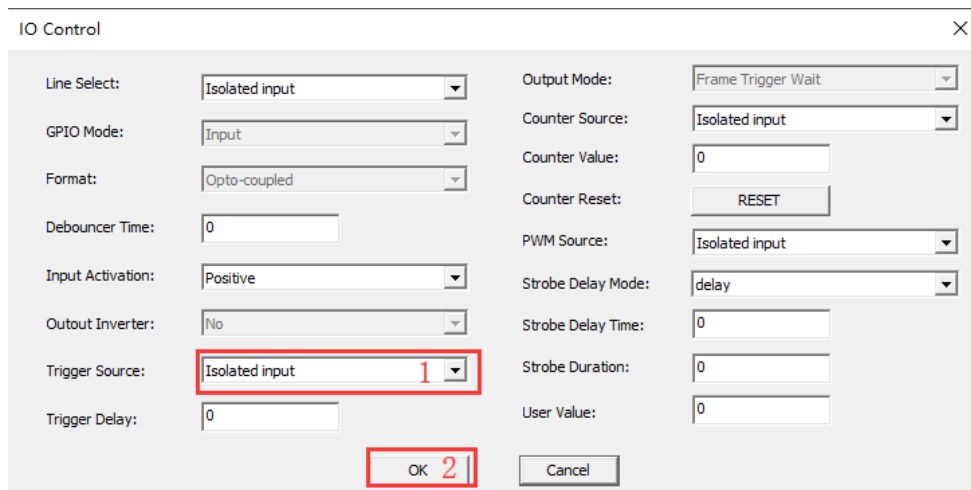 IO Control
Line Select: Isolated input
GPIO Mode: Input
Format: Opto-coupled
Debouncer Time: 0
Input Activation: Positive
Outout Inverter: No
Trigger Source: Isolated input 1
Trigger Delay: 0
Output Mode: Frame Trigger Wait
Counter Source: Isolated input
Counter Value: 0
Counter Reset: RESET
PWM Source: Isolated input
Strobe Delay Mode: delay
Strobe Delay Time: 0
Strobe Duration: 0
User Value: 0
OK 2 Cancel